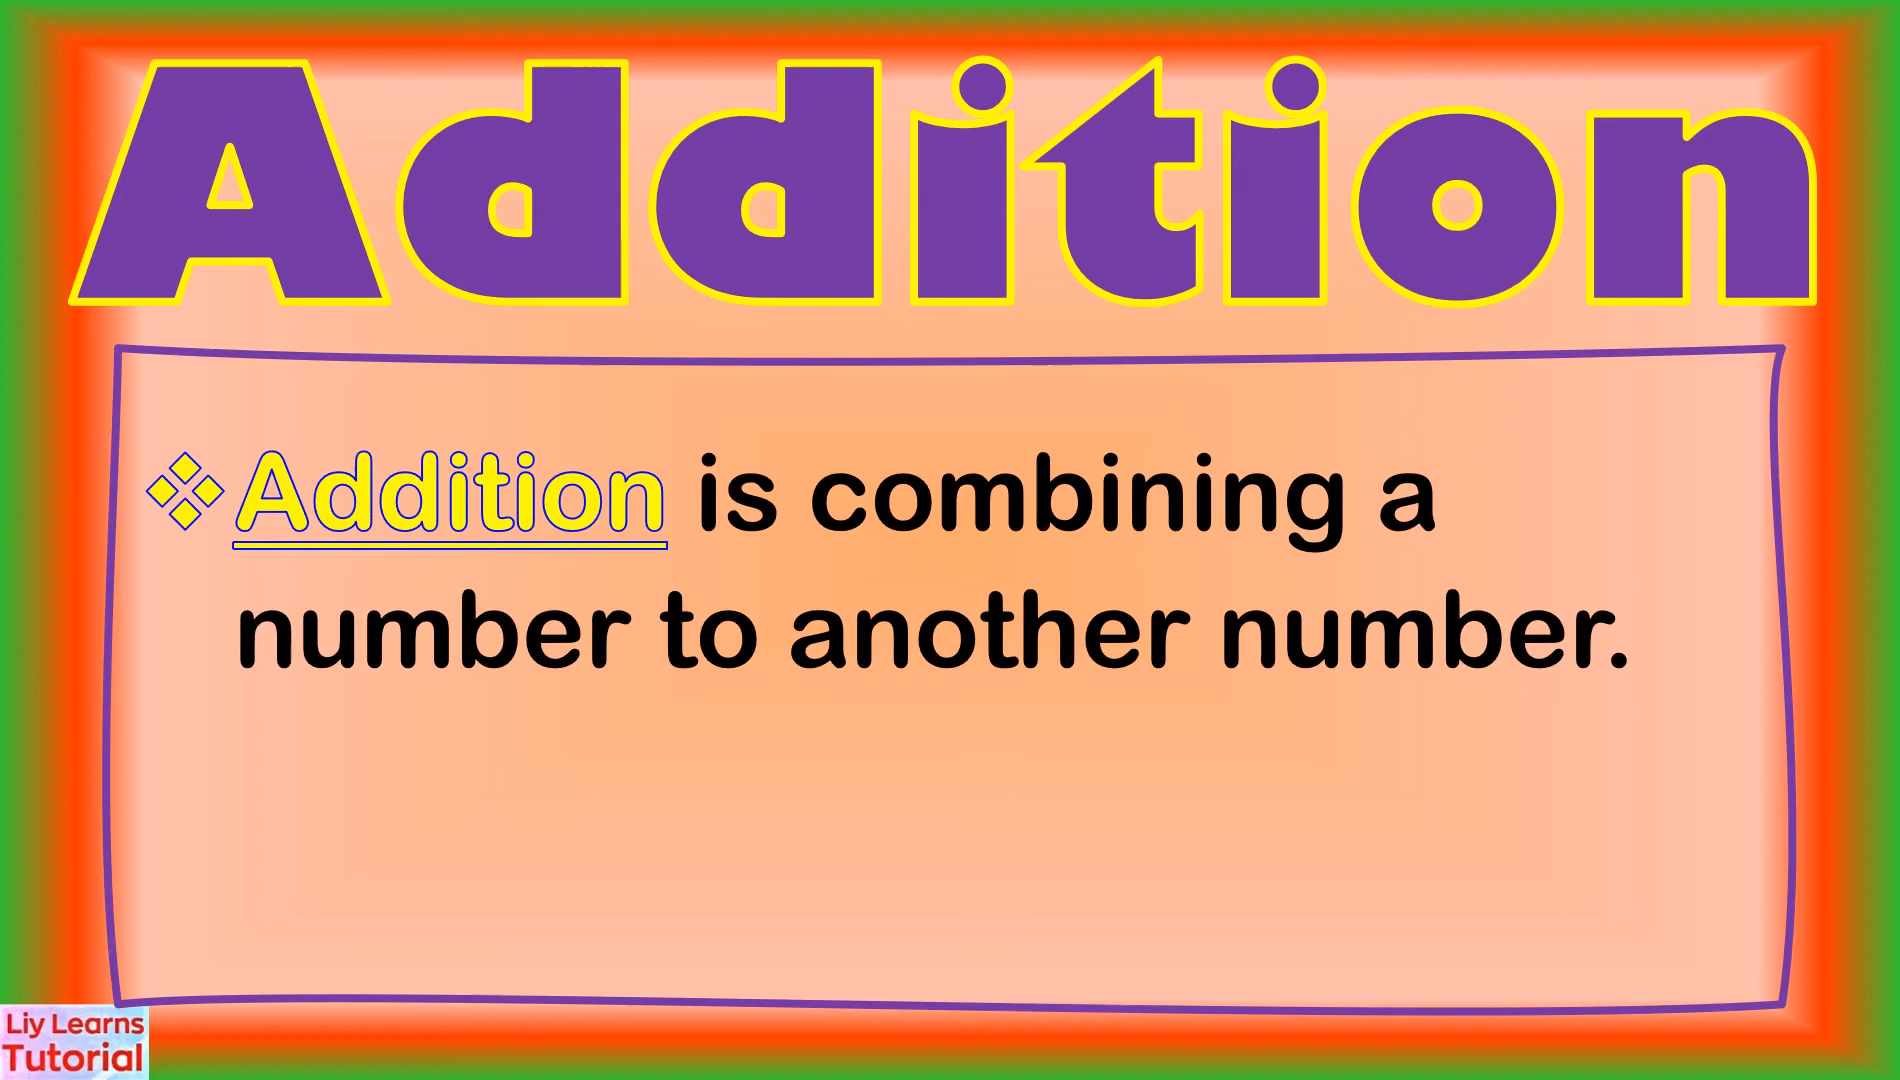 Addition
❖Addition is combining a
number to another number.
Liy Learns
Tutorial